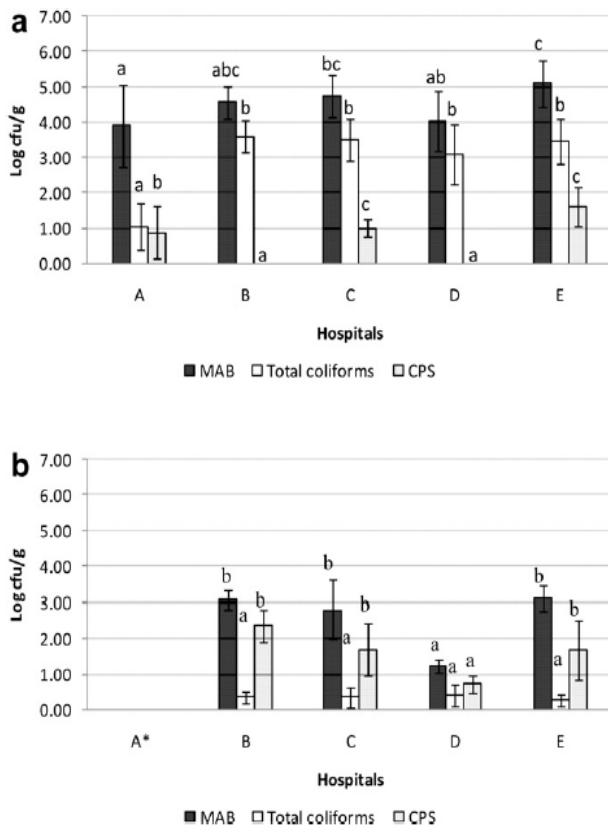 a
7.00
6.00
5.00
4.00
3.00
2.00
1.00
0.00
Log cfu/g
a a b
abc b a
bc b c
ab b a
c b c
A B C D E
Hospitals
MAB Total coliforms CPS
b
7.00
6.00
5.00
4.00
3.00
2.00
1.00
0.00
Log cfu/g
b a b
b a b
a a a
b a b
A* B C D E
Hospitals
MAB Total coliforms CPS